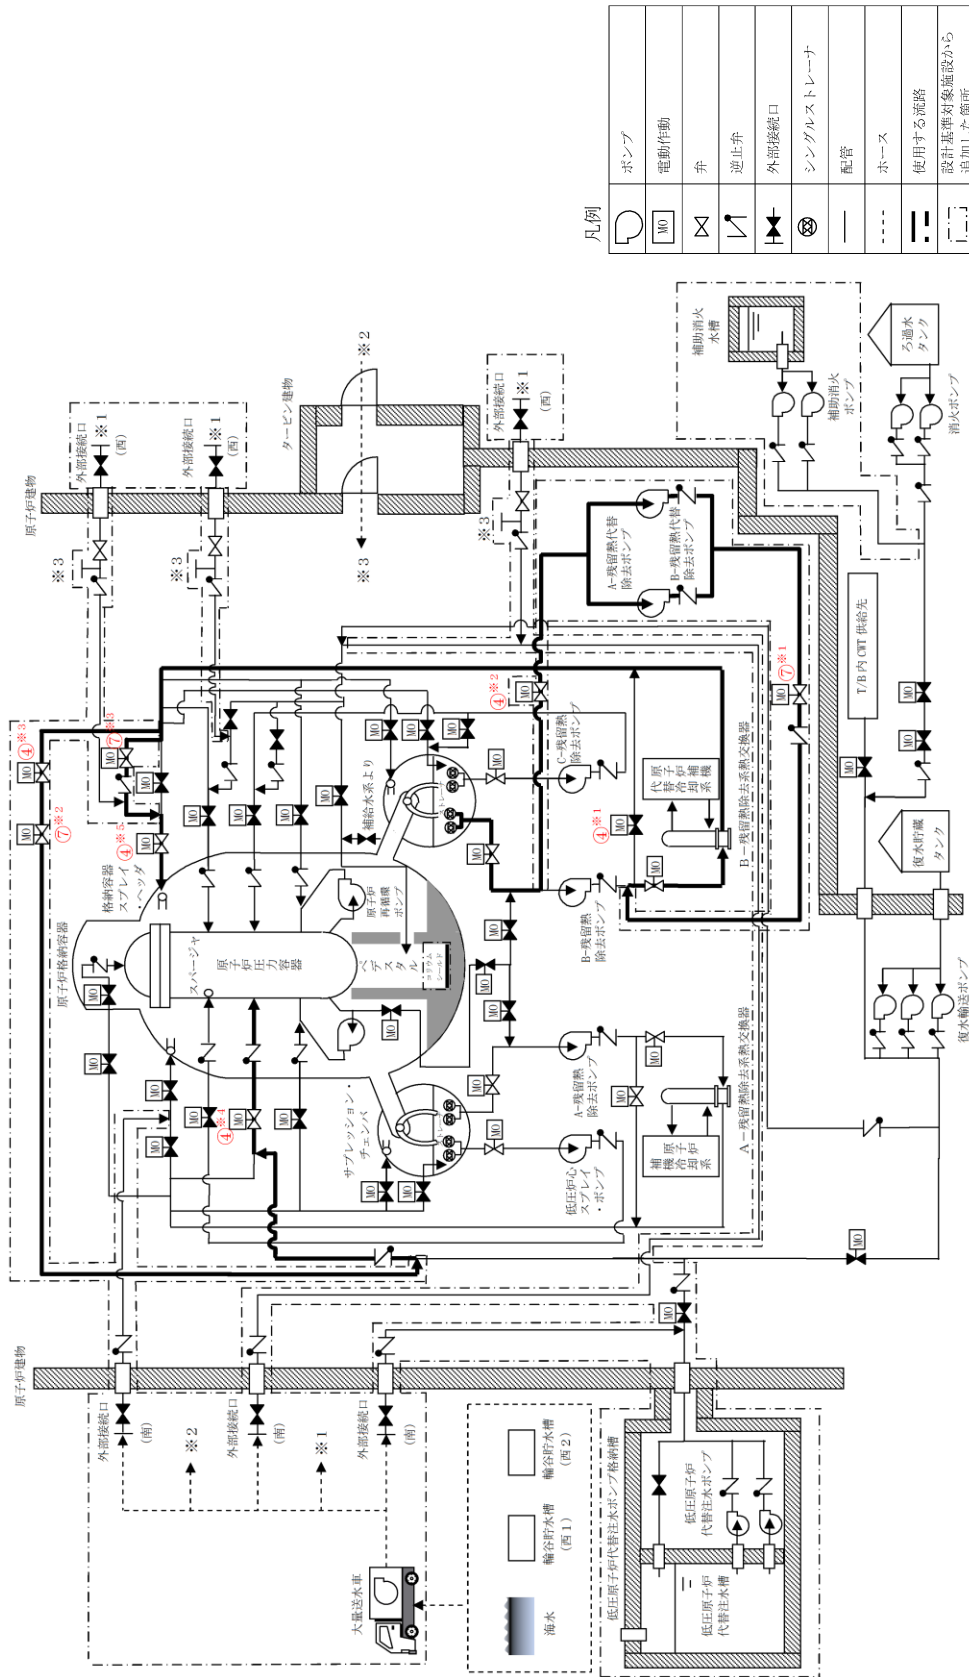 凡例
ポンプ
MO
電動作動
弁
逆止弁
外部接続口
シングルストレーナ
配管
ホース
使用する流路
設計基準対象施設から
追加した箇所
原子炉建物
外部接続口
(西)
※1
外部接続口
(西)
※1
※3
※3
タービン建物
※2
※3
外部接続口
(西)
※1
※3
補助消火
水槽
補助消火
ポンプ
ろ過水
タンク
消火ポンプ
A-残留熱代替
除去ポンプ
B-残留熱代替
除去ポンプ
T/B内CWT供給先
復水貯蔵
タンク
復水輸送ポンプ
④※3
⑦※2
⑦※3
④※5
④※2
④※1
⑦※1
④※4
格納容器
スプレイ
・ヘッダ
原子炉格納容器
スパージャ
原子炉
圧力容器
原子炉
再循環
ポンプ
ペデスタル
コリウム
シールド
補給水系より
ストレーナ
C-残留熱
除去ポンプ
B-残留熱
除去ポンプ
原子炉補機
代替冷却系
B-残留熱除去系熱交換器
サプレッション・
チェンバ
ストレーナ
A-残留熱
除去ポンプ
低圧炉心
スプレイ
・ポンプ
原子炉
補機冷却系
A-残留熱除去系熱交換器
原子炉建物
外部接続口
(南)
※2
外部接続口
(南)
※1
外部接続口
(南)
大量送水車
海水
輪谷貯水槽
(西1)
輪谷貯水槽
(西2)
低圧原子炉代替注水ポンプ格納槽
低圧原子炉
代替注水ポンプ
低圧原子炉
代替注水槽